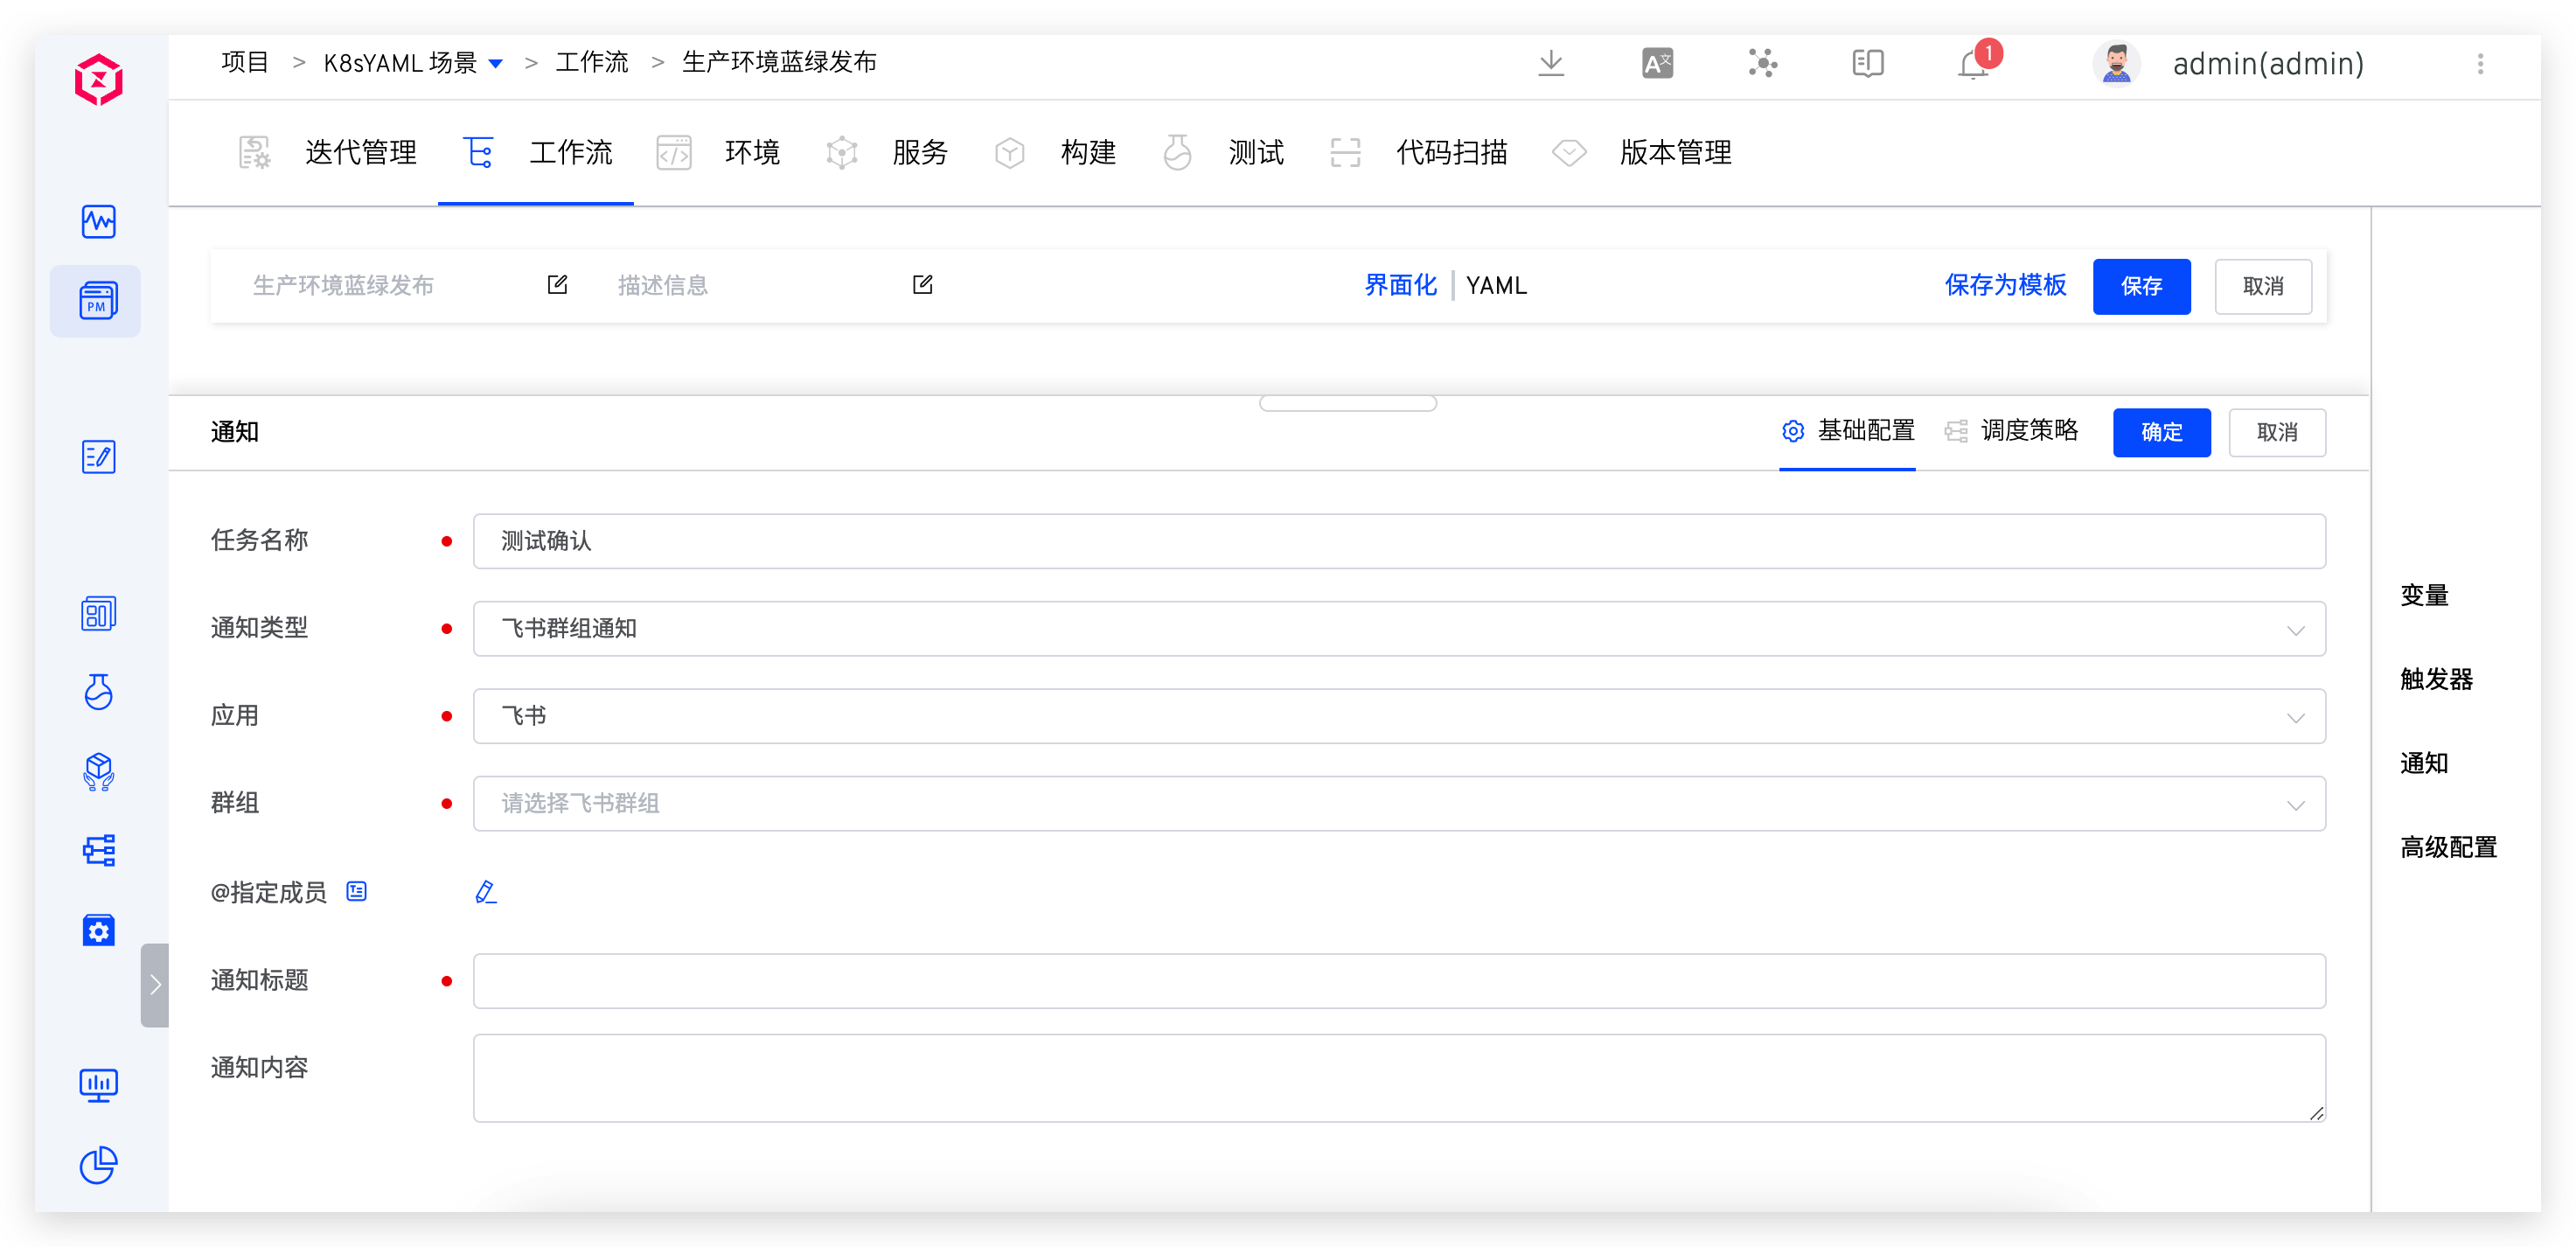 项目 > K8sYAML 场景 > 工作流 > 生产环境蓝绿发布
A文
1
admin(admin)
迭代管理 工作流 环境 服务 构建 测试 代码扫描 版本管理
PM
生产环境蓝绿发布 描述信息 界面化 YAML 保存为模板 保存 取消
通知 基础配置 调度策略 确定 取消
任务名称 测试确认
通知类型 飞书群组通知
应用 飞书
群组 请选择飞书群组
@指定成员
通知标题
通知内容
变量
触发器
通知
高级配置